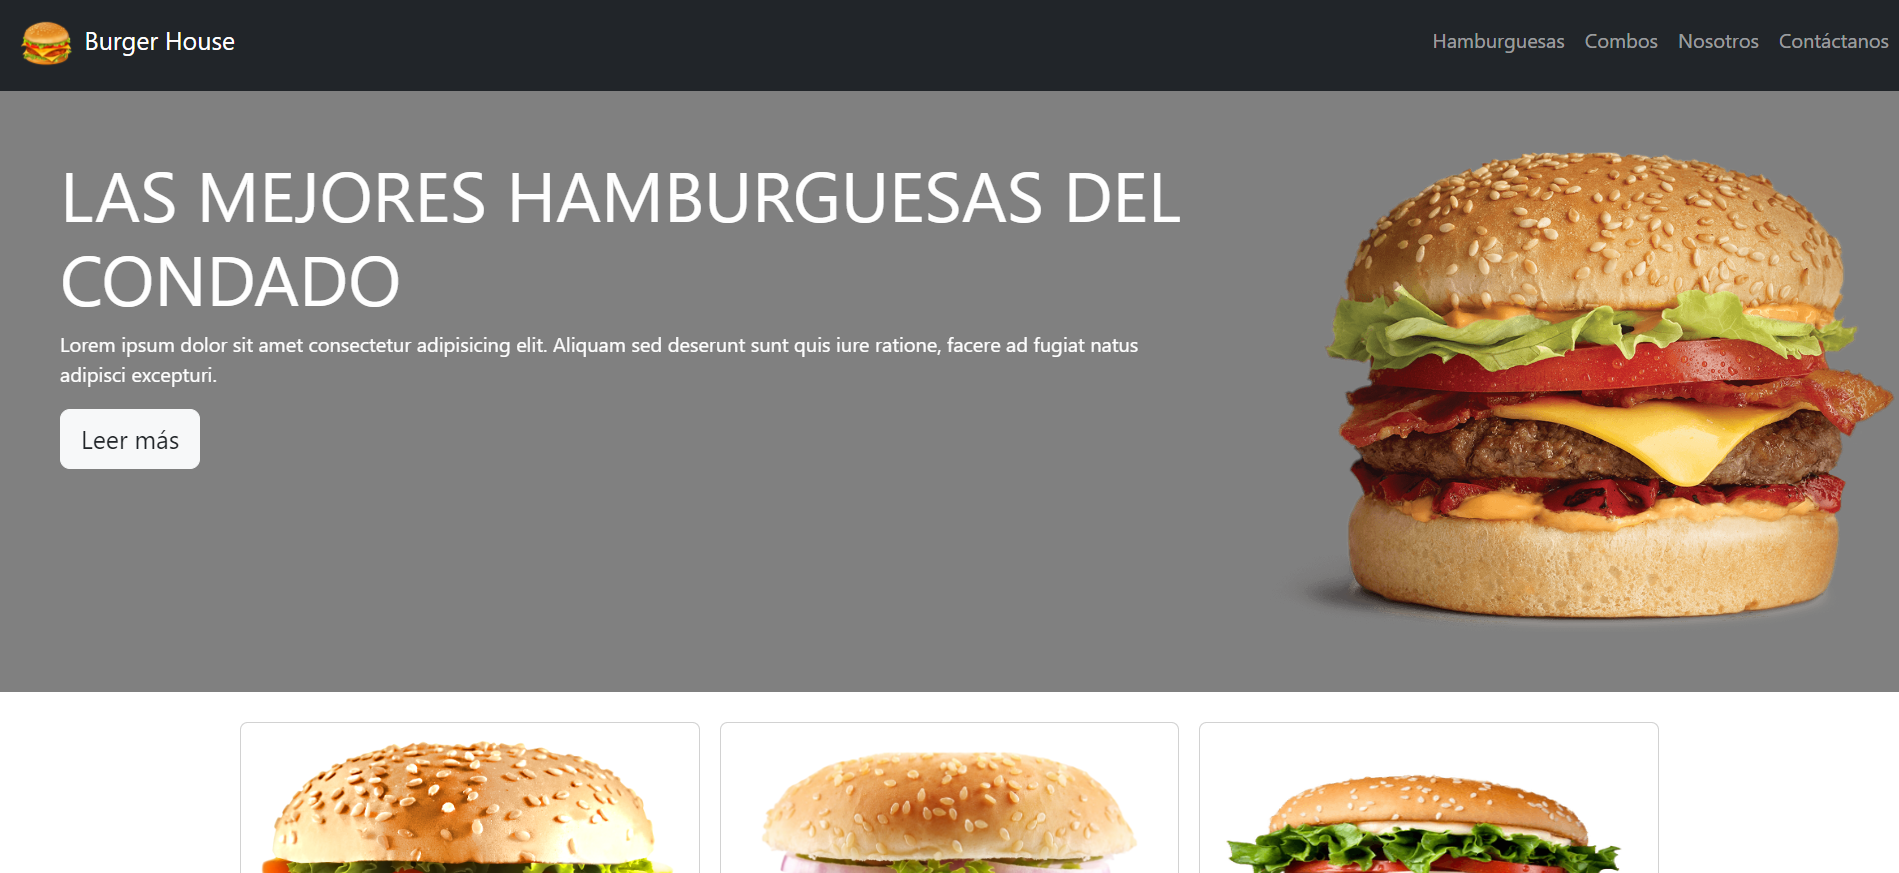 Burger House
Hamburguesas Combos Nosotros Contáctanos
LAS MEJORES HAMBURGUESAS DEL
CONDADO
Lorem ipsum dolor sit amet consectetur adipisicing elit. Aliquam sed deserunt sunt quis iure ratione, facere ad fugiat natus
adipisci excepturi.
Leer más